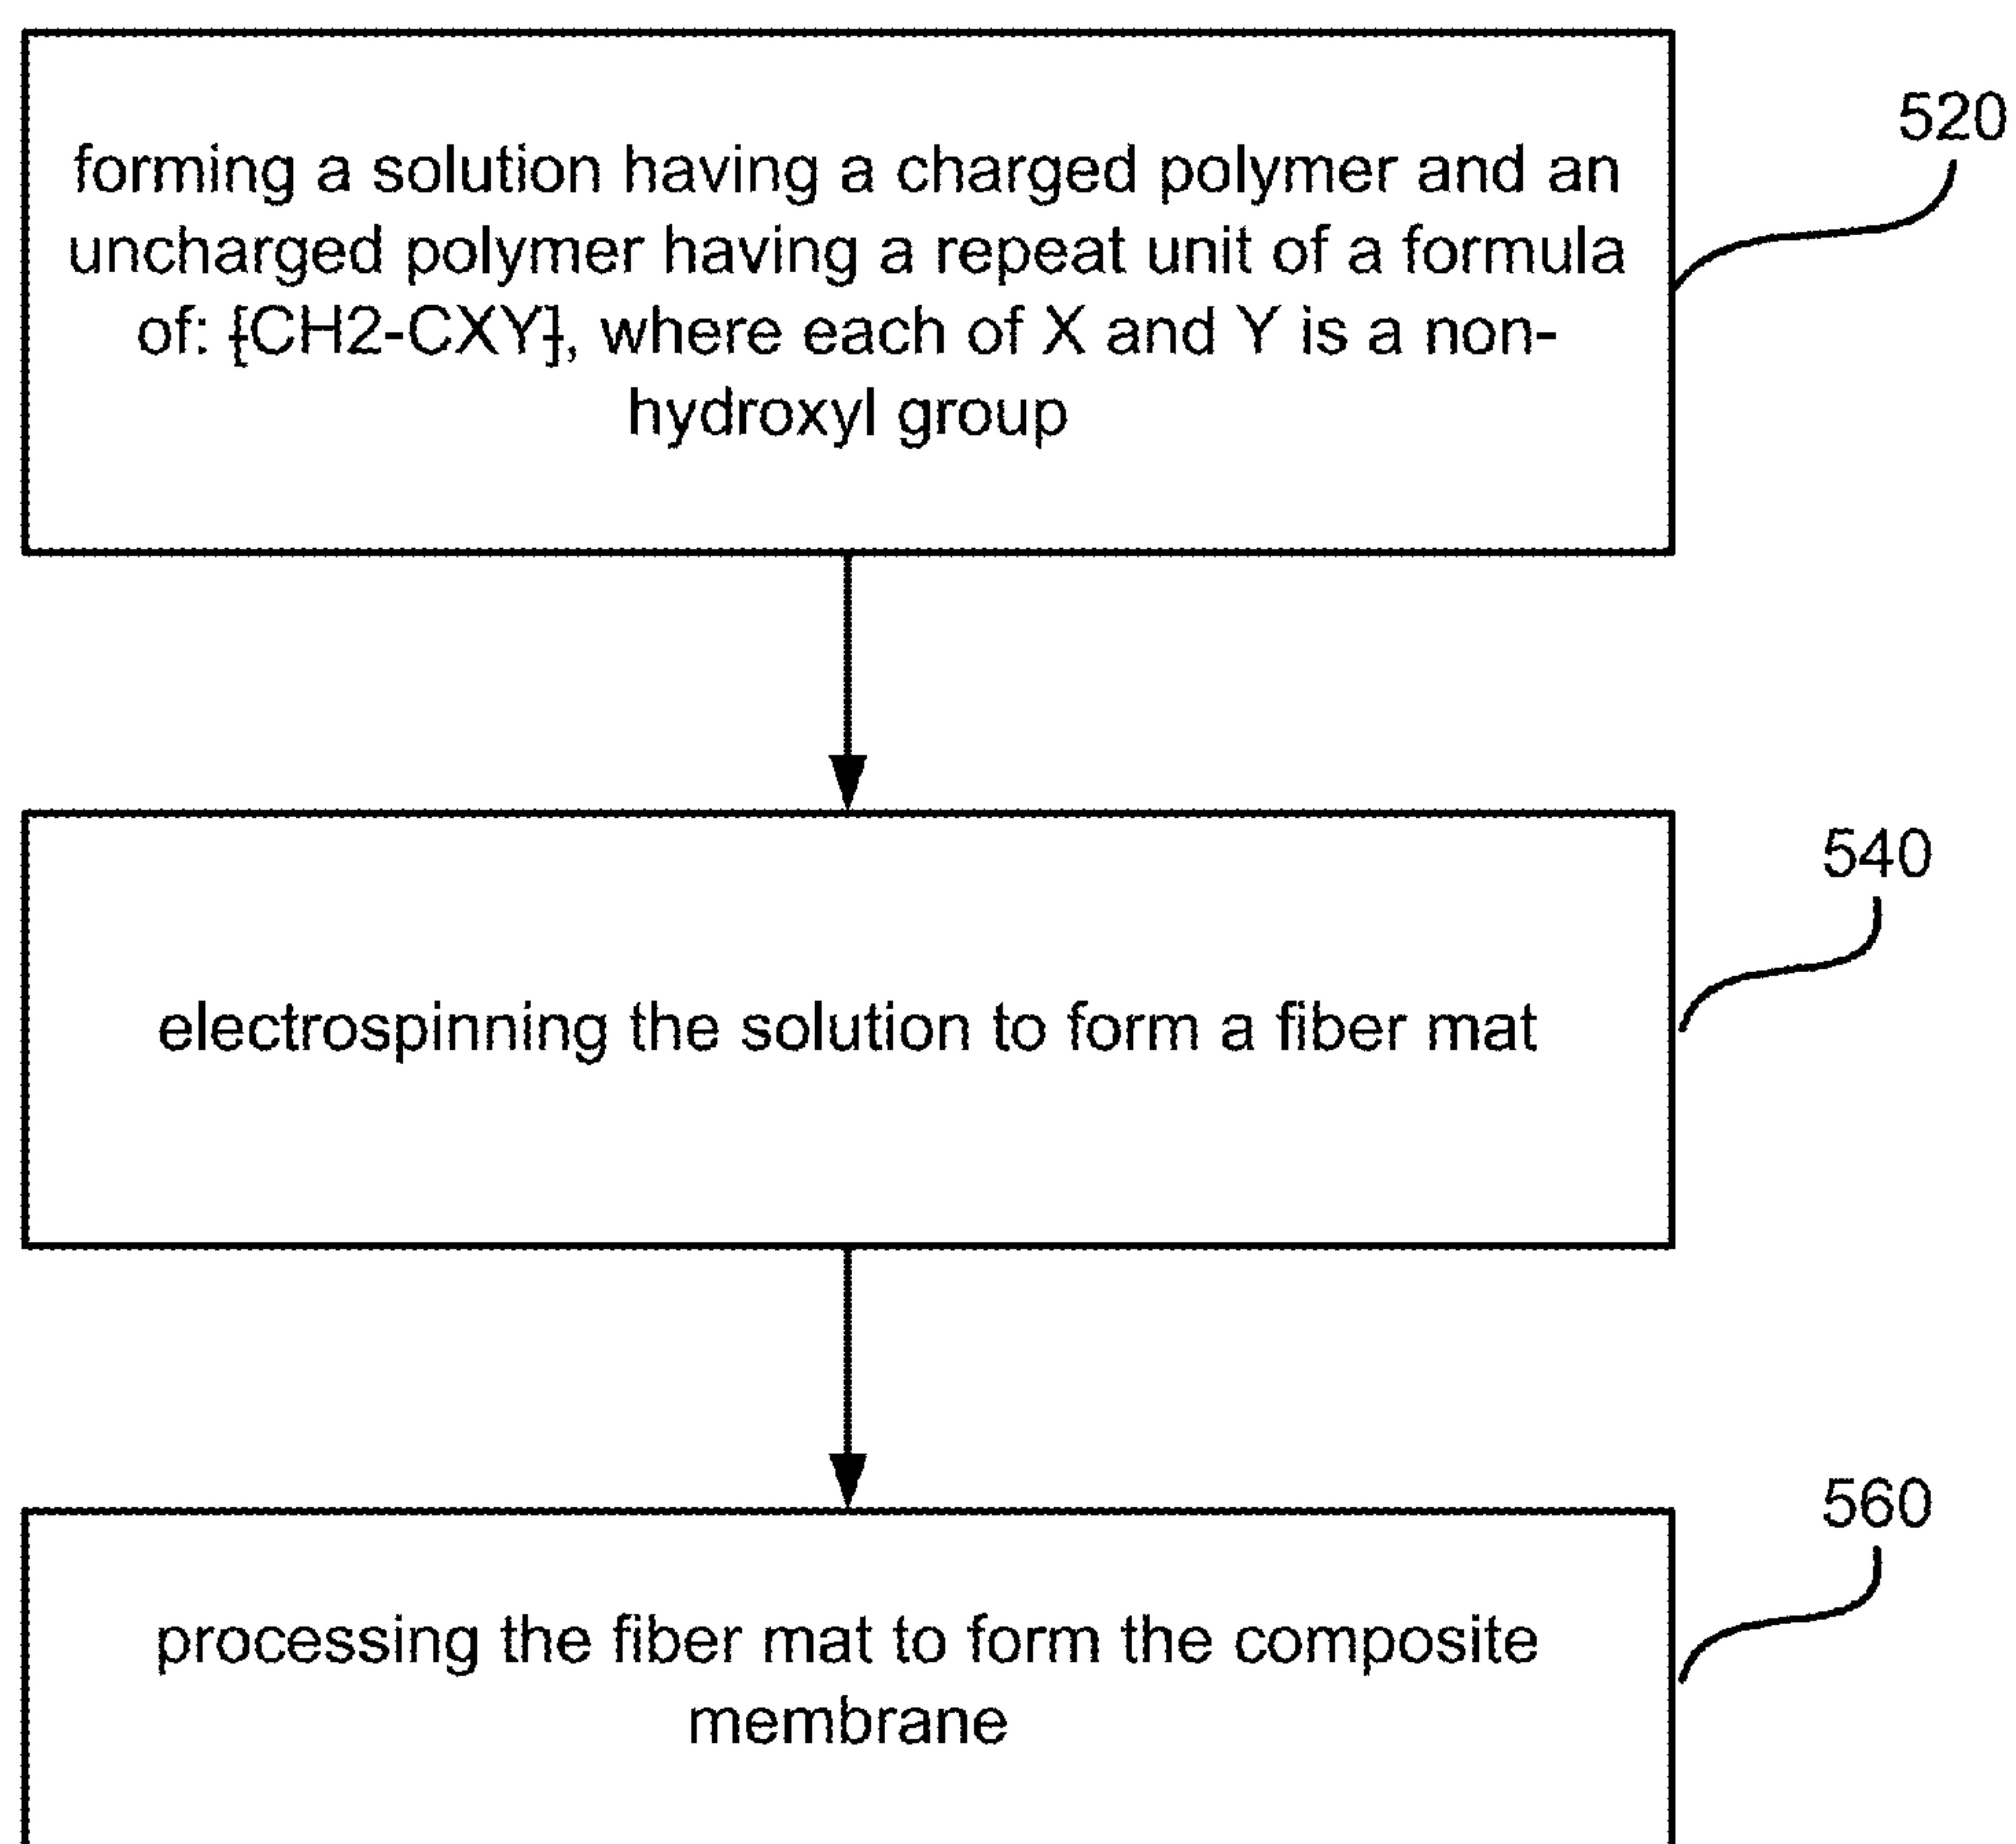 520
forming a solution having a charged polymer and an
uncharged polymer having a repeat unit of a formula
of: [CH2-CXY], where each of X and Y is a non-
hydroxyl group
540
electrospinning the solution to form a fiber mat
560
processing the fiber mat to form the composite
membrane